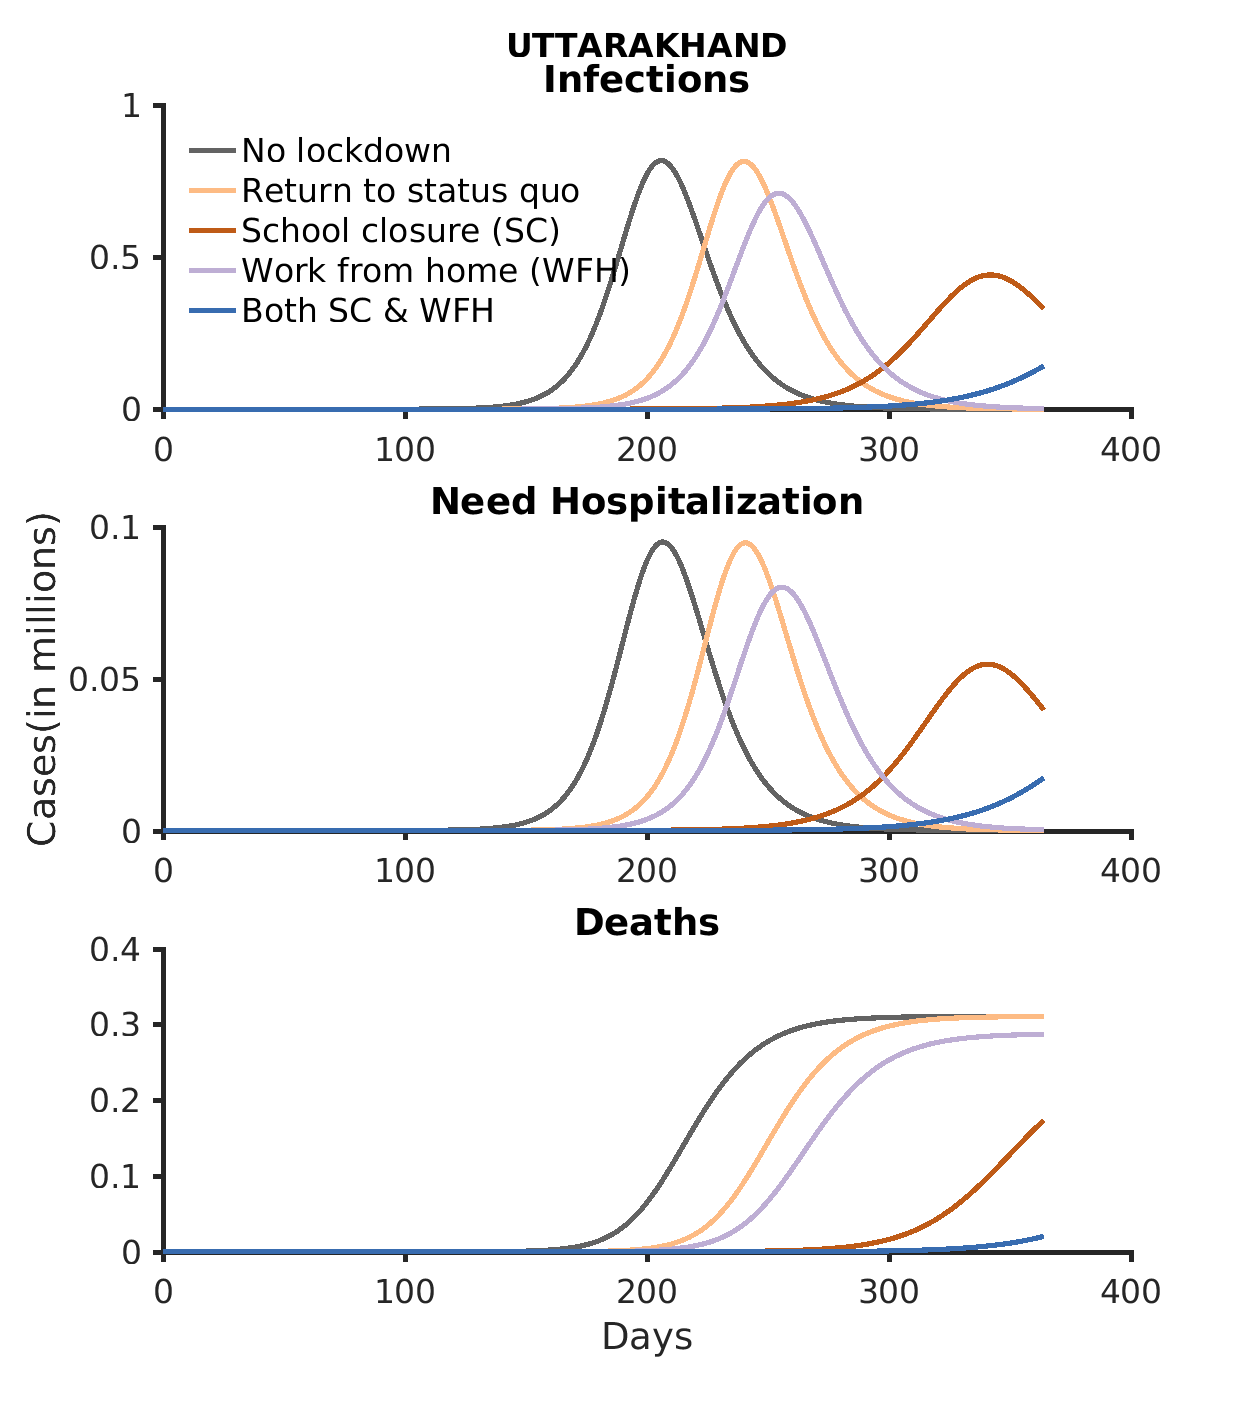 UTTARAKHAND
Infections
1
0.5
0
No lockdown
Return to status quo
School closure (SC)
Work from home (WFH)
Both SC & WFH
0 100 200 300 400
Need Hospitalization
Cases(in millions)
0.1
0.05
0
0 100 200 300 400
Deaths
0.4
0.3
0.2
0.1
0
0 100 200 300 400
Days